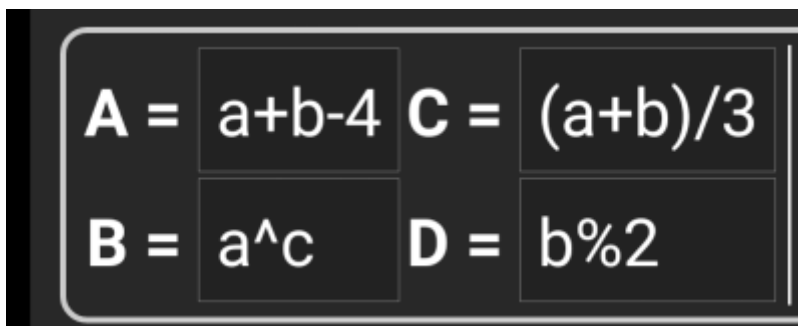 A = a+b-4 C = (a+b)/3
B = a^c D = b%2